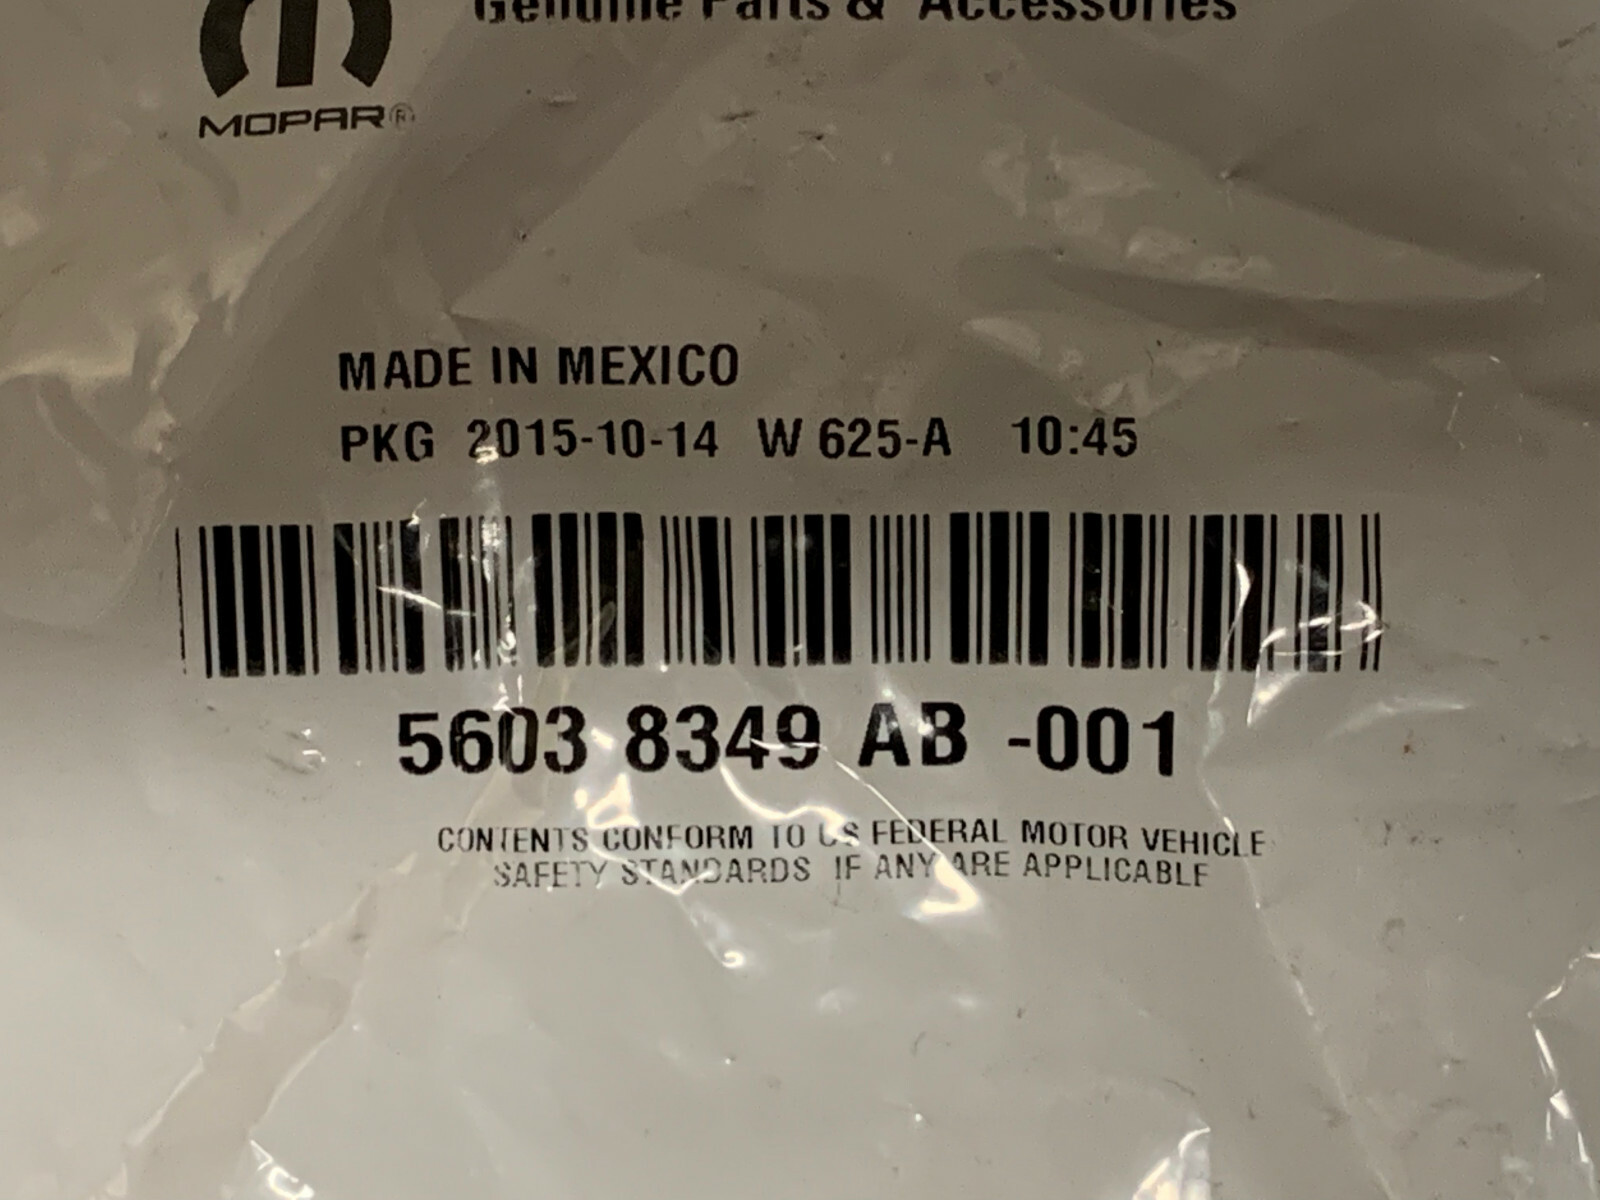 Genuine Parts & Accessories
MOPAR®
MADE IN MEXICO
PKG 2015-10-14 W 625-A 10:45
5603 8349 AB -001
CONTENTS CONFORM TO US FEDERAL MOTOR VEHICLE
SAFETY STANDARDS IF ANY ARE APPLICABLE